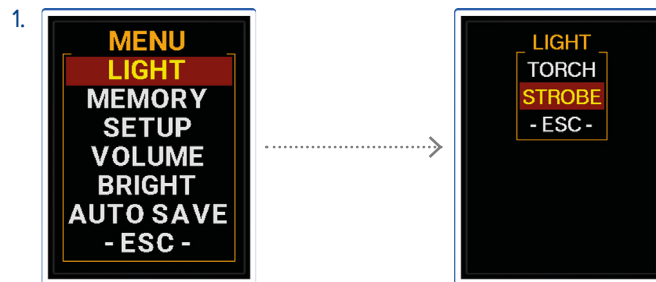 1.
MENU
LIGHT
MEMORY
SETUP
VOLUME
BRIGHT
AUTO SAVE
- ESC -
LIGHT
TORCH
STROBE
- ESC -